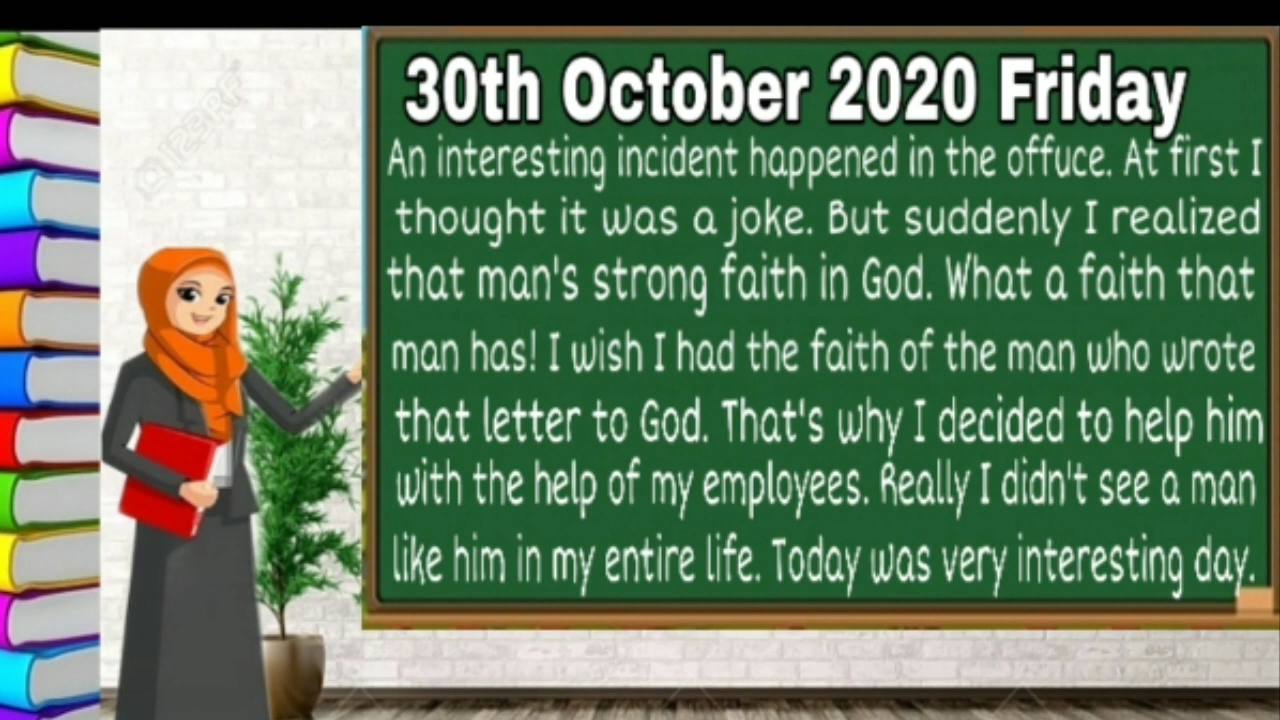 30th October 2020 Friday
An interesting incident happened in the offuce. At first I
thought it was a joke. But suddenly I realized
that man's strong faith in God. What a faith that
man has! I wish I had the faith of the man who wrote
that letter to God. That's why I decided to help him
with the help of my employees. Really I didn't see a man
like him in my entire life. Today was very interesting day.
123RF